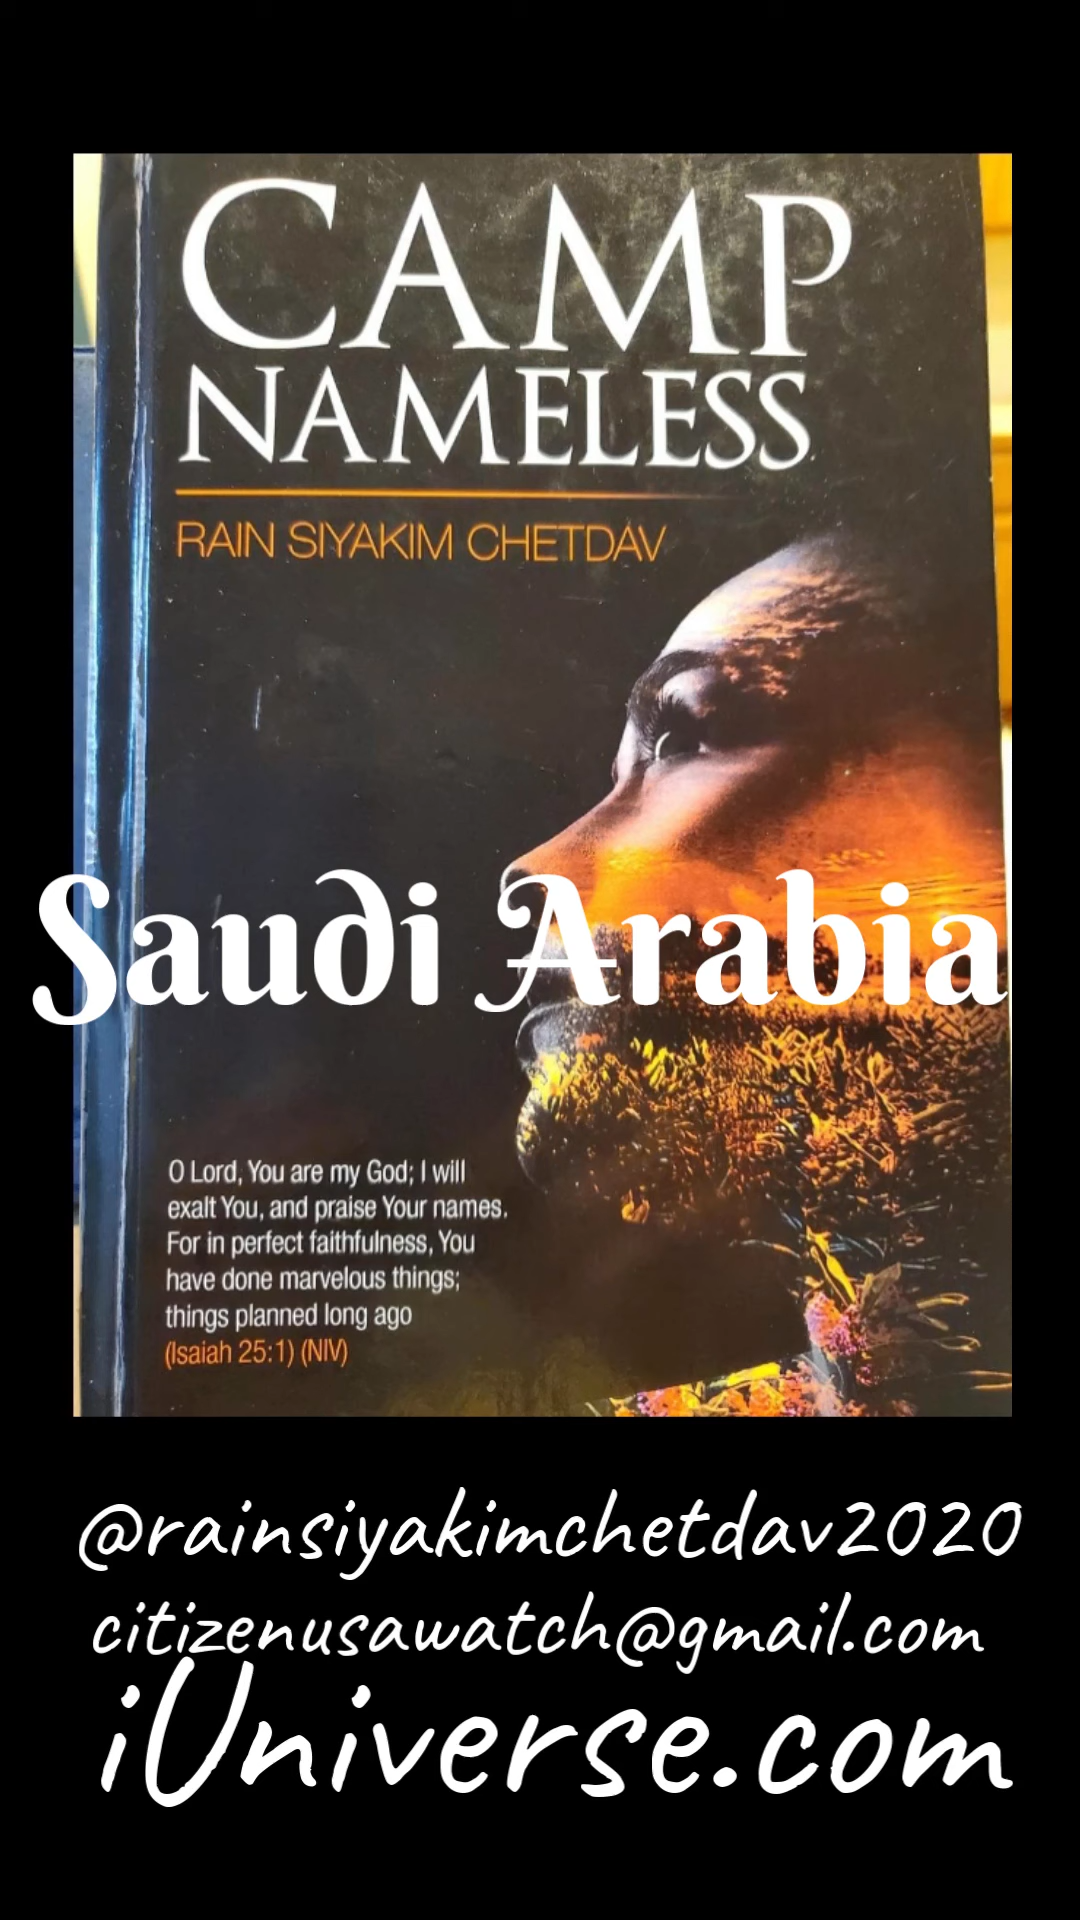 CAMP
NAMELESS
RAIN SIYAKIM CHETDAV
Saudi Arabia
O Lord, You are my God; I will
exalt You, and praise Your names.
For in perfect faithfulness, You
have done marvelous things;
things planned long ago
(Isaiah 25:1) (NIV)
@rainsiyakimchetdav2020
citizenusawatch@gmail.com
iUniverse.com